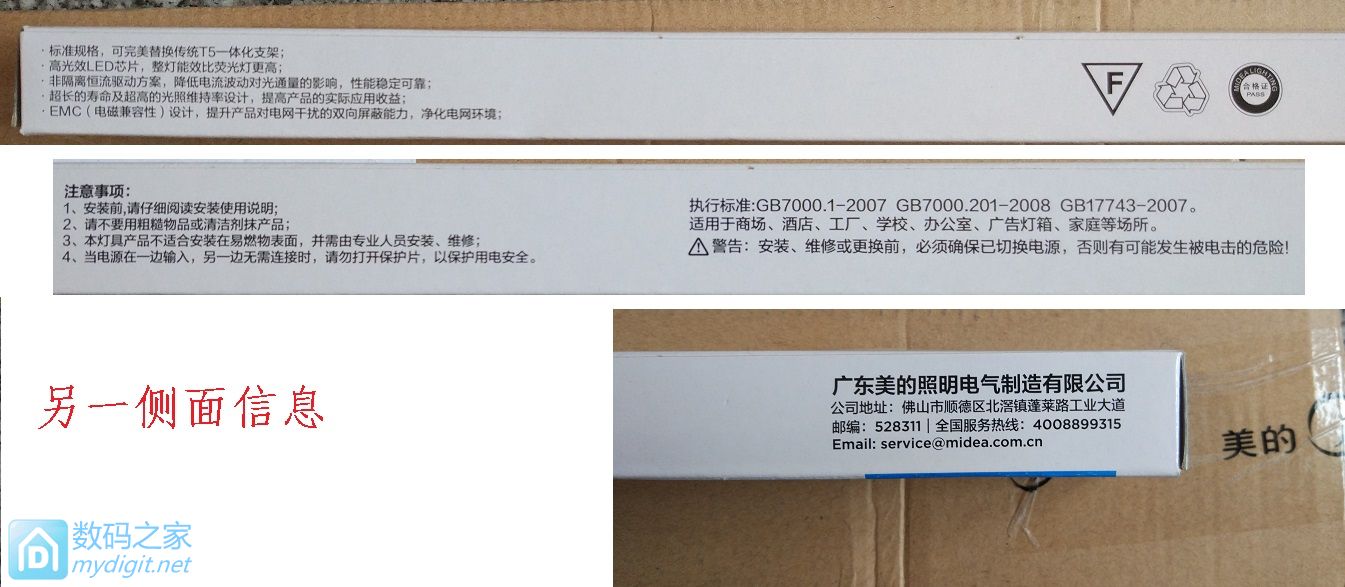 · 标准规格，可完美替换传统T5一体化支架；
· 高光效LED芯片，整灯能效比荧光灯更高；
· 非隔离恒流驱动方案，降低电流波动对光通量的影响，性能稳定可靠；
· 超长的寿命及超高的光照维持率设计，提高产品的实际应用收益；
· EMC（电磁兼容性）设计，提升产品对电网干扰的双向屏蔽能力，净化电网环境；
F
MIDEA LIGHTING
合格证
PASS
注意事项：
1、安装前,请仔细阅读安装使用说明；
2、请不要用粗糙物品或清洁剂抹产品；
3、本灯具产品不适合安装在易燃物表面，并需由专业人员安装、维修；
4、当电源在一边输入，另一边无需连接时，请勿打开保护片，以保护用电安全。
执行标准:GB7000.1-2007 GB7000.201-2008 GB17743-2007。
适用于商场、酒店、工厂、学校、办公室、广告灯箱、家庭等场所。
警告：安装、维修或更换前，必须确保已切换电源，否则有可能发生被电击的危险!
另一侧面信息
广东美的照明电气制造有限公司
公司地址：佛山市顺德区北滘镇蓬莱路工业大道
邮编：528311 | 全国服务热线：4008899315
Email: service@midea.com.cn
美的
数码之家
mydigit.net